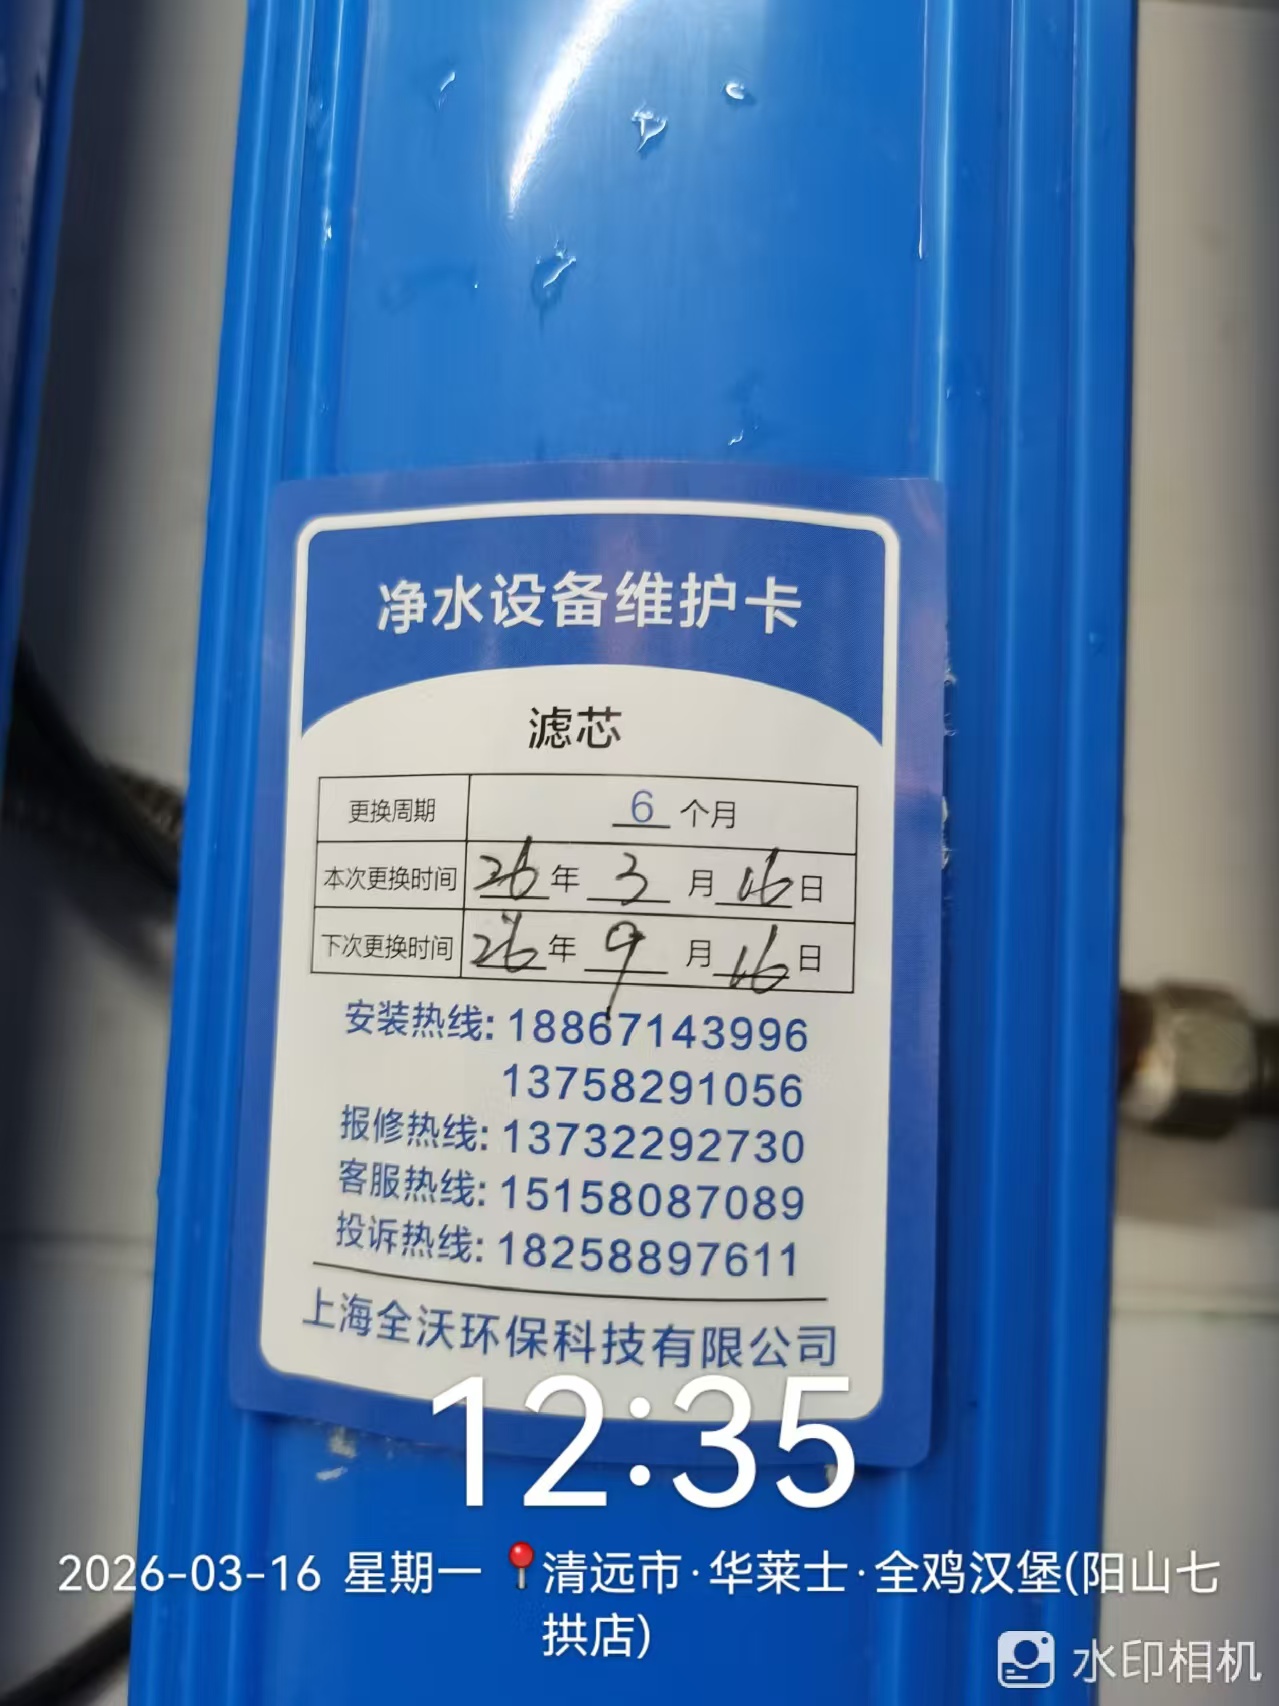 净水设备维护卡
滤芯
更换周期 6 个月
本次更换时间 26 年 3 月 16 日
下次更换时间 26 年 9 月 16 日
安装热线: 18867143996
13758291056
报修热线: 13732292730
客服热线: 15158087089
投诉热线: 18258897611
上海全沃环保科技有限公司
12:35
2026-03-16 星期一 清远市·华莱士·全鸡汉堡(阳山七
拱店)
水印相机